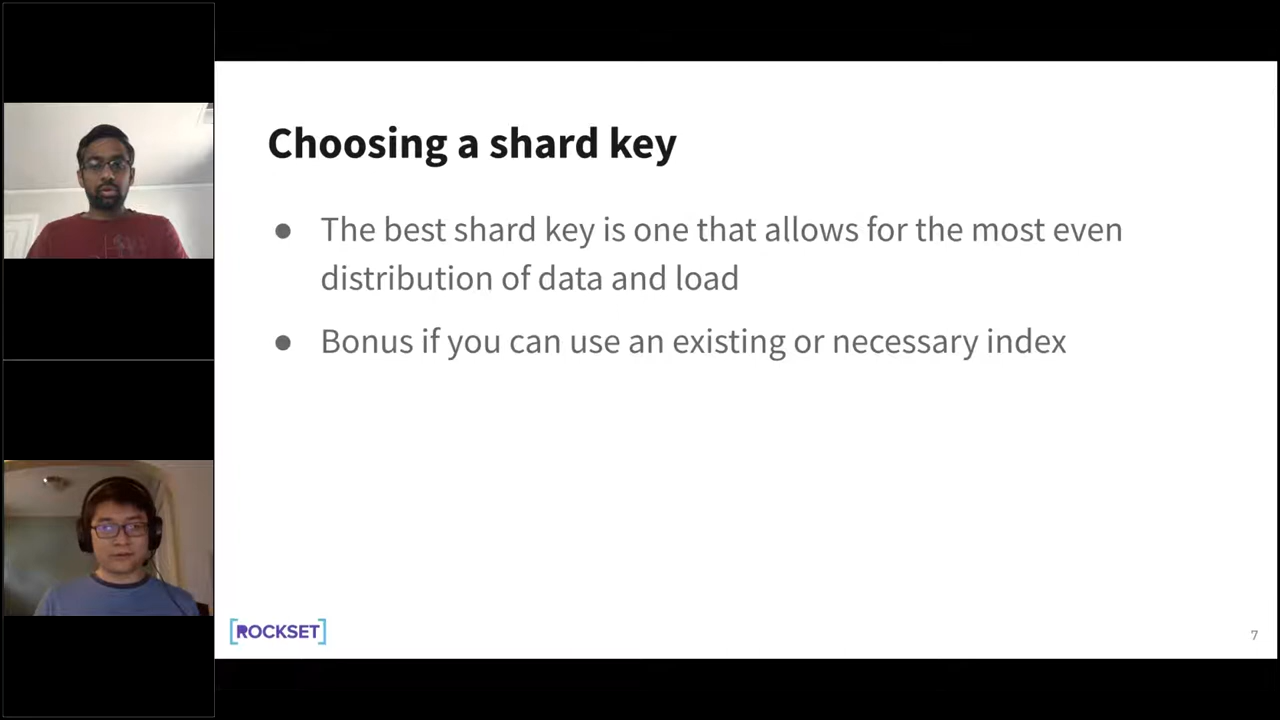 Choosing a shard key
● The best shard key is one that allows for the most even
distribution of data and load
● Bonus if you can use an existing or necessary index
[ROCKSET]
7